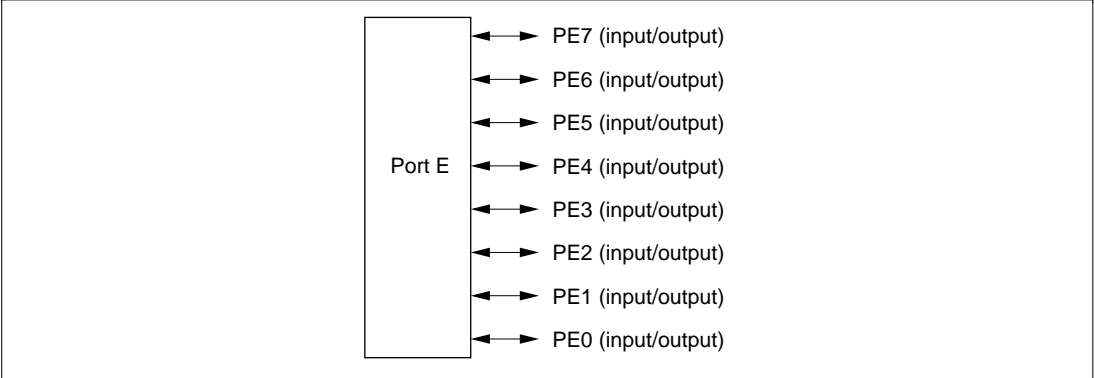 PE7 (input/output)
PE6 (input/output)
PE5 (input/output)
Port E
PE4 (input/output)
PE3 (input/output)
PE2 (input/output)
PE1 (input/output)
PE0 (input/output)